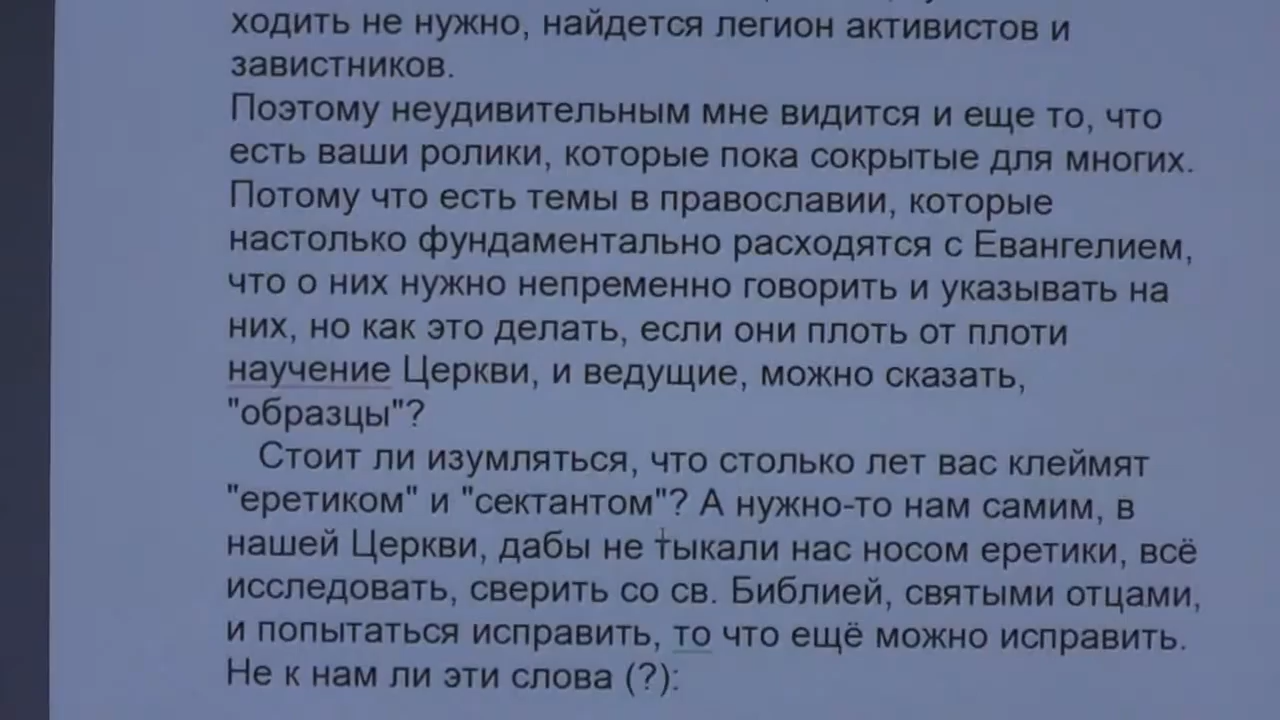 ходить не нужно, найдется легион активистов и
завистников.
Поэтому неудивительным мне видится и еще то, что
есть ваши ролики, которые пока сокрытые для многих.
Потому что есть темы в православии, которые
настолько фундаментально расходятся с Евангелием,
что о них нужно непременно говорить и указывать на
них, но как это делать, если они плоть от плоти
научение Церкви, и ведущие, можно сказать,
"образцы"?
Стоит ли изумляться, что столько лет вас клеймят
"еретиком" и "сектантом"? А нужно-то нам самим, в
нашей Церкви, дабы не тыкали нас носом еретики, всё
исследовать, сверить со св. Библией, святыми отцами,
и попытаться исправить, то что ещё можно исправить.
Не к нам ли эти слова (?):